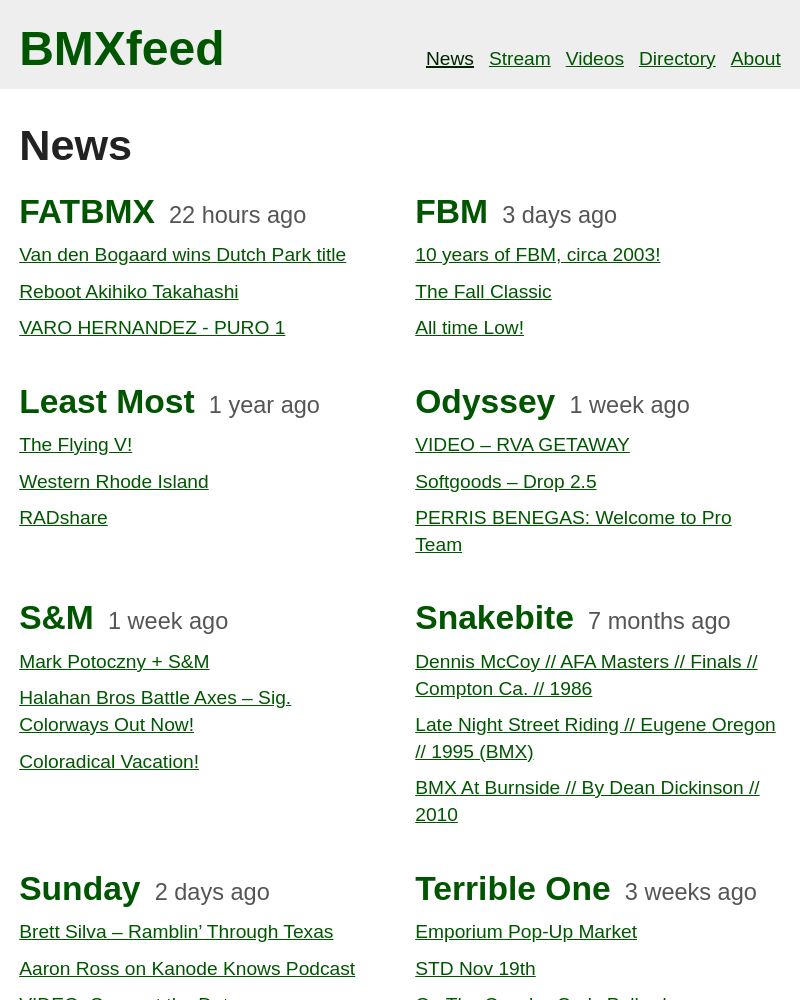 BMXfeed
News Stream Videos Directory About
News
FATBMX 22 hours ago
Van den Bogaard wins Dutch Park title
Reboot Akihiko Takahashi
VARO HERNANDEZ - PURO 1
FBM 3 days ago
10 years of FBM, circa 2003!
The Fall Classic
All time Low!
Least Most 1 year ago
The Flying V!
Western Rhode Island
RADshare
Odyssey 1 week ago
VIDEO – RVA GETAWAY
Softgoods – Drop 2.5
PERRIS BENEGAS: Welcome to Pro
Team
S&M 1 week ago
Mark Potoczny + S&M
Halahan Bros Battle Axes – Sig.
Colorways Out Now!
Coloradical Vacation!
Snakebite 7 months ago
Dennis McCoy // AFA Masters // Finals //
Compton Ca. // 1986
Late Night Street Riding // Eugene Oregon
// 1995 (BMX)
BMX At Burnside // By Dean Dickinson //
2010
Sunday 2 days ago
Brett Silva – Ramblin’ Through Texas
Aaron Ross on Kanode Knows Podcast
Terrible One 3 weeks ago
Emporium Pop-Up Market
STD Nov 19th